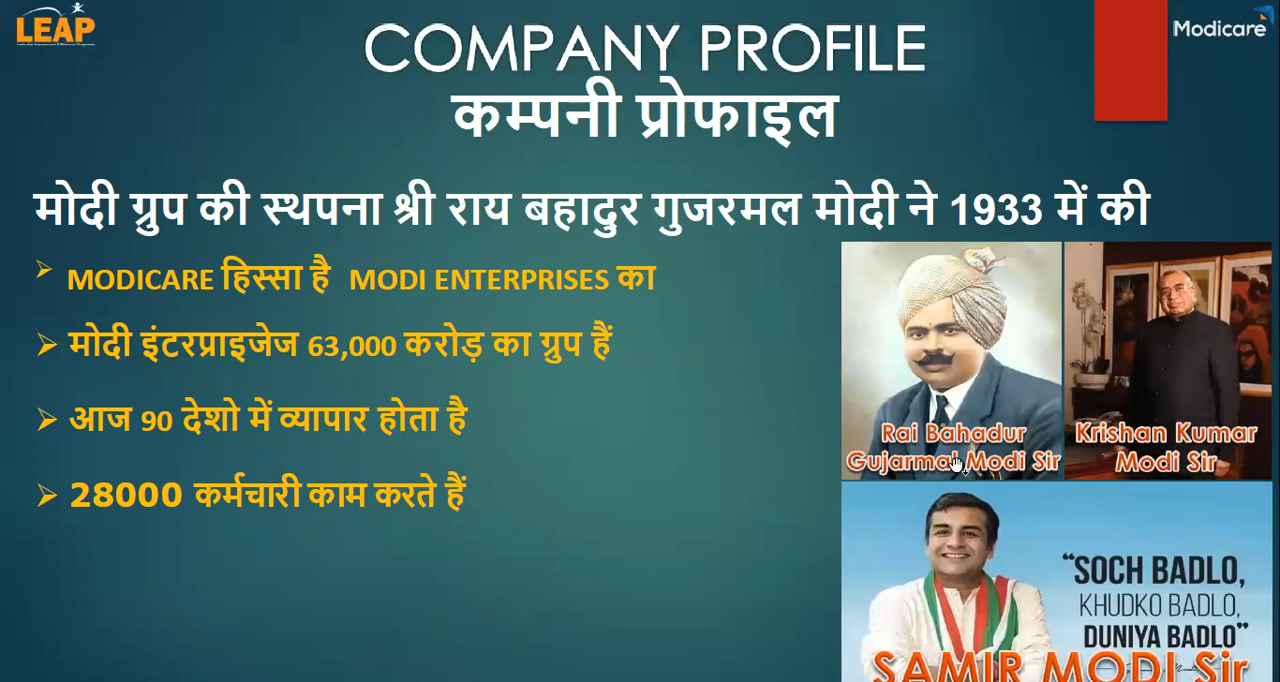 LEAP
Modicare
COMPANY PROFILE
कम्पनी प्रोफाइल
मोदी ग्रुप की स्थपना श्री राय बहादुर गुजरमल मोदी ने 1933 में की
MODICARE हिस्सा है MODI ENTERPRISES का
मोदी इंटरप्राइजेज 63,000 करोड़ का ग्रुप हैं
आज 90 देशो में व्यापार होता है
28000 कर्मचारी काम करते हैं
Rai Bahadur
Gujarmal Modi Sir
Krishan Kumar
Modi Sir
“SOCH BADLO,
KHUDKO BADLO,
DUNIYA BADLO”
SAMIR MODI Sir